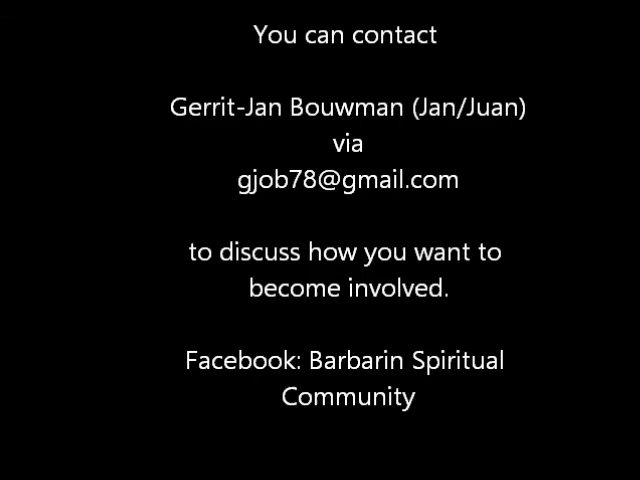 You can contact
Gerrit-Jan Bouwman (Jan/Juan)
via
gjob78@gmail.com
to discuss how you want to
become involved.
Facebook: Barbarin Spiritual
Community